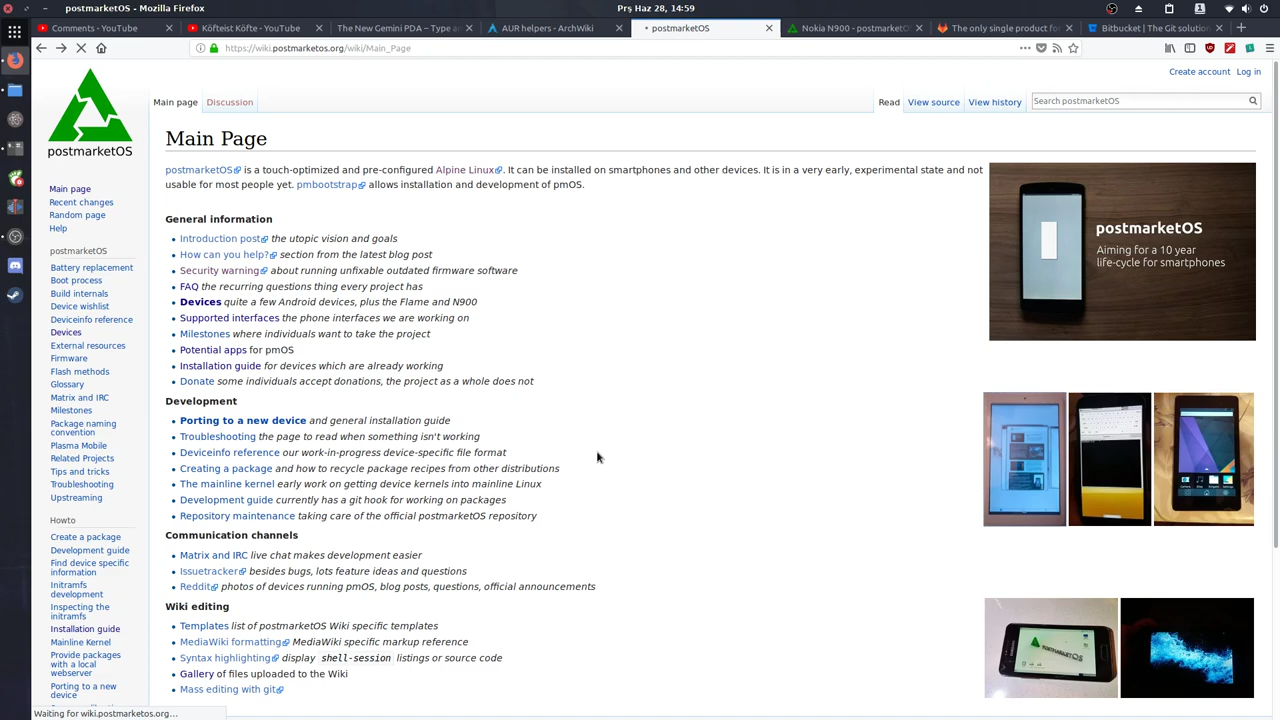 postmarketOS - Mozilla Firefox
Prş Haz 28, 14:59
Comments - YouTube
Köfteist Köfte - YouTube
The New Gemini PDA – Type a
AUR helpers - ArchWiki
postmarketOS
Nokia N900 - postmarketO
The only single product fo
Bitbucket | The Git solution
https://wiki.postmarketos.org/wiki/Main_Page
Create account
Log in
Main page
Discussion
Read
View source
View history
Search postmarketOS
postmarketOS
Main page
Recent changes
Random page
Help
postmarketOS
Battery replacement
Boot process
Build internals
Device wishlist
Deviceinfo reference
Devices
External resources
Firmware
Flash methods
Glossary
Matrix and IRC
Milestones
Package naming
convention
Plasma Mobile
Related Projects
Tips and tricks
Troubleshooting
Upstreaming
Howto
Create a package
Development guide
Find device specific
information
Initramfs
development
Inspecting the
initramfs
Installation guide
Mainline Kernel
Provide packages
with a local
webserver
Porting to a new
device
Main Page
postmarketOS is a touch-optimized and pre-configured Alpine Linux. It can be installed on smartphones and other devices. It is in a very early, experimental state and not
usable for most people yet. pmbootstrap allows installation and development of pmOS.
General information
Introduction post the utopic vision and goals
How can you help? section from the latest blog post
Security warning about running unfixable outdated firmware software
FAQ the recurring questions thing every project has
Devices quite a few Android devices, plus the Flame and N900
Supported interfaces the phone interfaces we are working on
Milestones where individuals want to take the project
Potential apps for pmOS
Installation guide for devices which are already working
Donate some individuals accept donations, the project as a whole does not
Development
Porting to a new device and general installation guide
Troubleshooting the page to read when something isn't working
Deviceinfo reference our work-in-progress device-specific file format
Creating a package and how to recycle package recipes from other distributions
The mainline kernel early work on getting device kernels into mainline Linux
Development guide currently has a git hook for working on packages
Repository maintenance taking care of the official postmarketOS repository
Communication channels
Matrix and IRC live chat makes development easier
Issuetracker besides bugs, lots feature ideas and questions
Reddit photos of devices running pmOS, blog posts, questions, official announcements
Wiki editing
Templates list of postmarketOS Wiki specific templates
MediaWiki formatting MediaWiki specific markup reference
Syntax highlighting display shell-session listings or source code
Gallery of files uploaded to the Wiki
Mass editing with git
postmarketOS
Aiming for a 10 year
life-cycle for smartphones
POSTMARKETOS
Waiting for wiki.postmarketos.org…